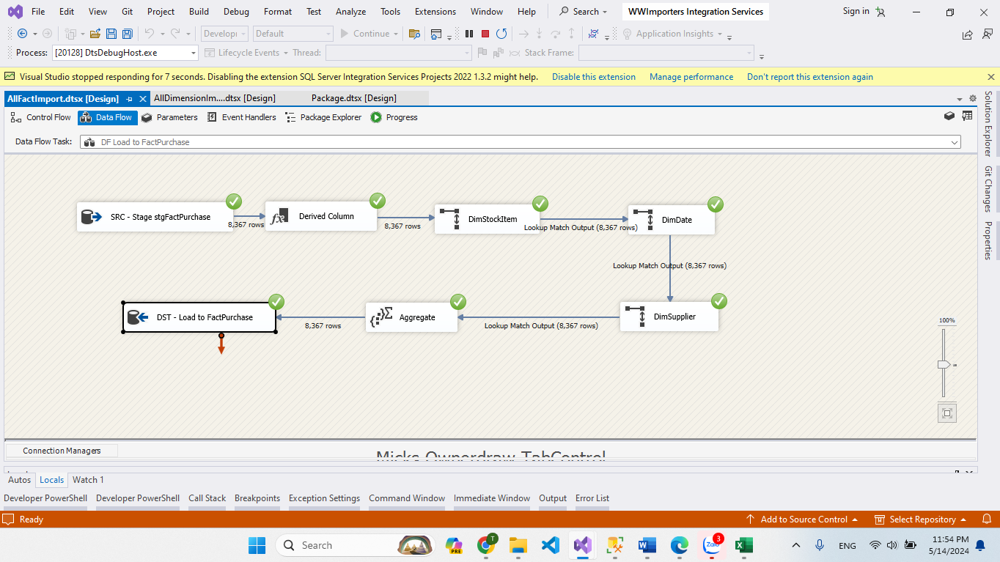 File Edit View Git Project Build Debug Format Test Analyze Tools Extensions Window Help Search WWImporters Integration Services Sign in
Develop Default Continue Application Insights
Process: [20128] DtsDebugHost.exe Lifecycle Events Thread: Stack Frame:
Visual Studio stopped responding for 7 seconds. Disabling the extension SQL Server Integration Services Projects 2022 1.3.2 might help. Disable this extension Manage performance Don't report this extension again
AllFactImport.dtsx [Design] AllDimensionIm....dtsx [Design] Package.dtsx [Design]
Control Flow Data Flow Parameters Event Handlers Package Explorer Progress
Data Flow Task: DF Load to FactPurchase
Solution Explorer
Git Changes
Properties
SRC - Stage stgFactPurchase
8,367 rows
Derived Column
8,367 rows
DimStockItem
Lookup Match Output (8,367 rows)
DimDate
Lookup Match Output (8,367 rows)
DST - Load to FactPurchase
8,367 rows
Aggregate
Lookup Match Output (8,367 rows)
DimSupplier
100%
Connection Managers
Micks Ownerdraw TabControl
Autos Locals Watch 1
Developer PowerShell Developer PowerShell Call Stack Breakpoints Exception Settings Command Window Immediate Window Output Error List
Ready Add to Source Control Select Repository
Search PRE T Zalo 3 ENG 11:54 PM
5/14/2024